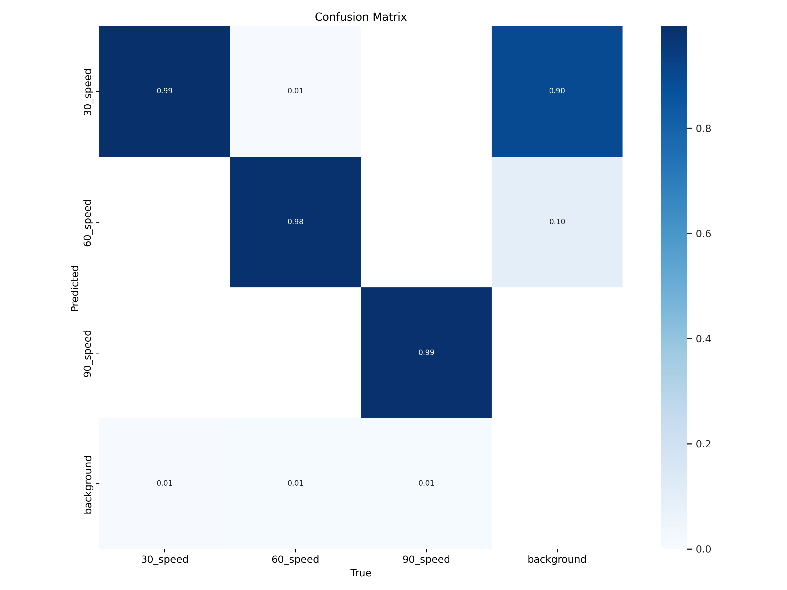 Confusion Matrix
30_speed
0.99
0.01
0.90
60_speed
0.98
0.10
Predicted
90_speed
0.99
background
0.01
0.01
0.01
30_speed
60_speed
90_speed
background
True
0.8
0.6
0.4
0.2
0.0